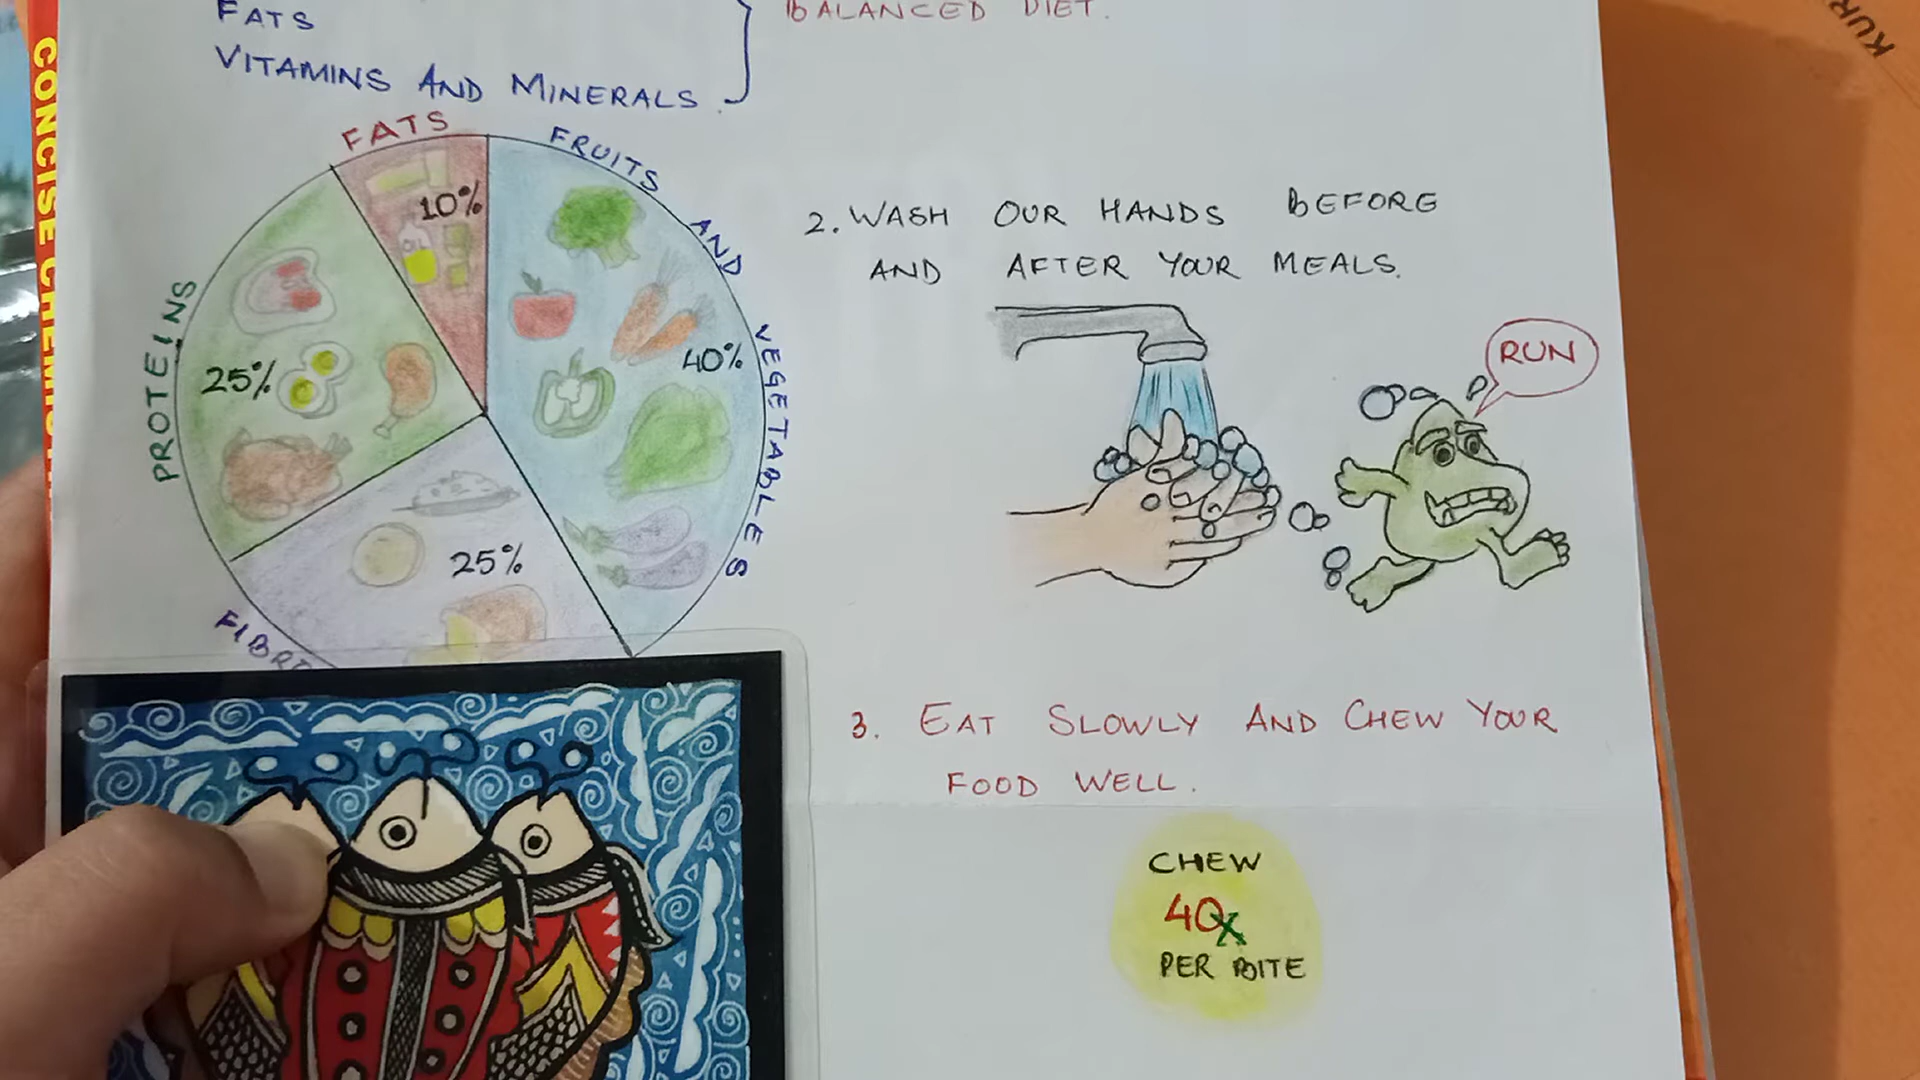 FATS
VITAMINS AND MINERALS.
BALANCED DIET.
FATS
10%
OIL
FRUITS AND VEGETABLES
40%
PROTEINS
25%
25%
2. WASH OUR HANDS BEFORE
AND AFTER YOUR MEALS.
RUN
3. EAT SLOWLY AND CHEW YOUR
FOOD WELL.
CHEW
40x
PER BITE
CONCISE